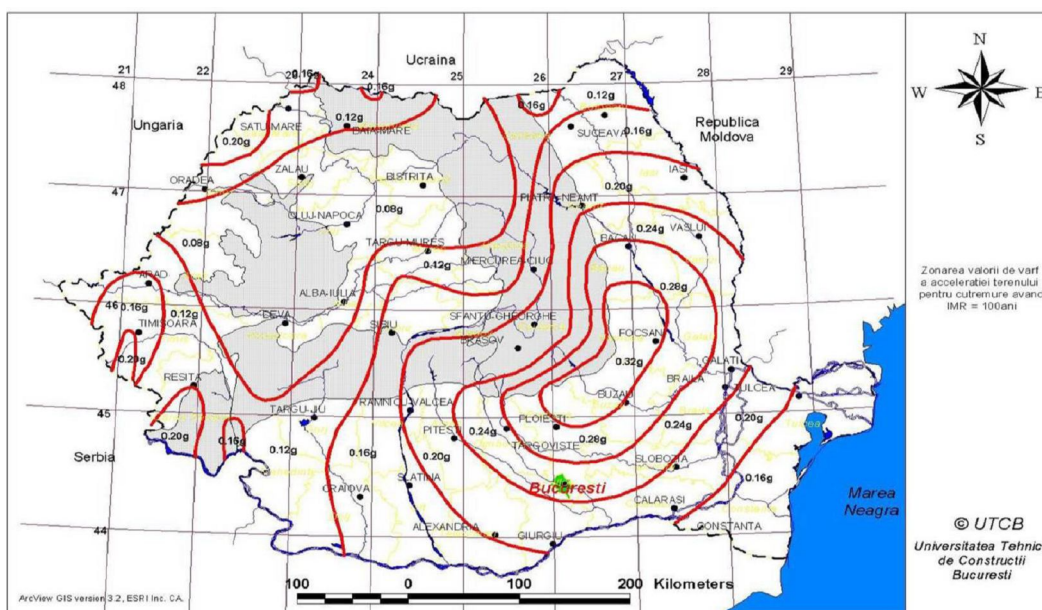 Ucraina
21 22 23 24 25 26 27 28 29
48
0.16g
0.16g
0.16g
0.12g
Ungaria
SATU-MARE
0.12g
BAIA-MARE
SUCEAVA
0.16g
Republica
Moldova
0.20g
ORADEA
ZALAU
BISTRITA
IASI
47
0.20g
0.08g
PIATRA-NEAMT
CLUJ-NAPOCA
0.24g
VASLUI
0.08g
TARGU-MURES
BACAU
0.12g
MIERCUREA-CIUC
ARAD
0.28g
46
0.16g
0.12g
ALBA-IULIA
TIMISOARA
DEVA
SIBIU
SFANTU-GHEORGHE
FOCSANI
BRASOV
0.20g
0.32g
GALATI
RESITA
BRAILA
TULCEA
45
TARGU-JIU
RAMNICU-VALCEA
BUZAU
PLOIESTI
0.20g
0.16g
0.12g
PITESTI
0.24g
TARGOVISTE
0.28g
0.24g
0.20g
0.16g
0.20g
SLOBOZIA
0.16g
Serbia
CRAIOVA
SLATINA
Bucuresti
CALARASI
44
ALEXANDRIA
GIURGIU
CONSTANTA
Marea
Neagra
100 0 100 200 Kilometers
ArcView GIS version 3.2, ESRI Inc. CA.
N
W E
S
Zonarea valorii de varf
a acceleratiei terenului
pentru cutremure avand
IMR = 100ani
© UTCB
Universitatea Tehnica
de Constructii
Bucuresti